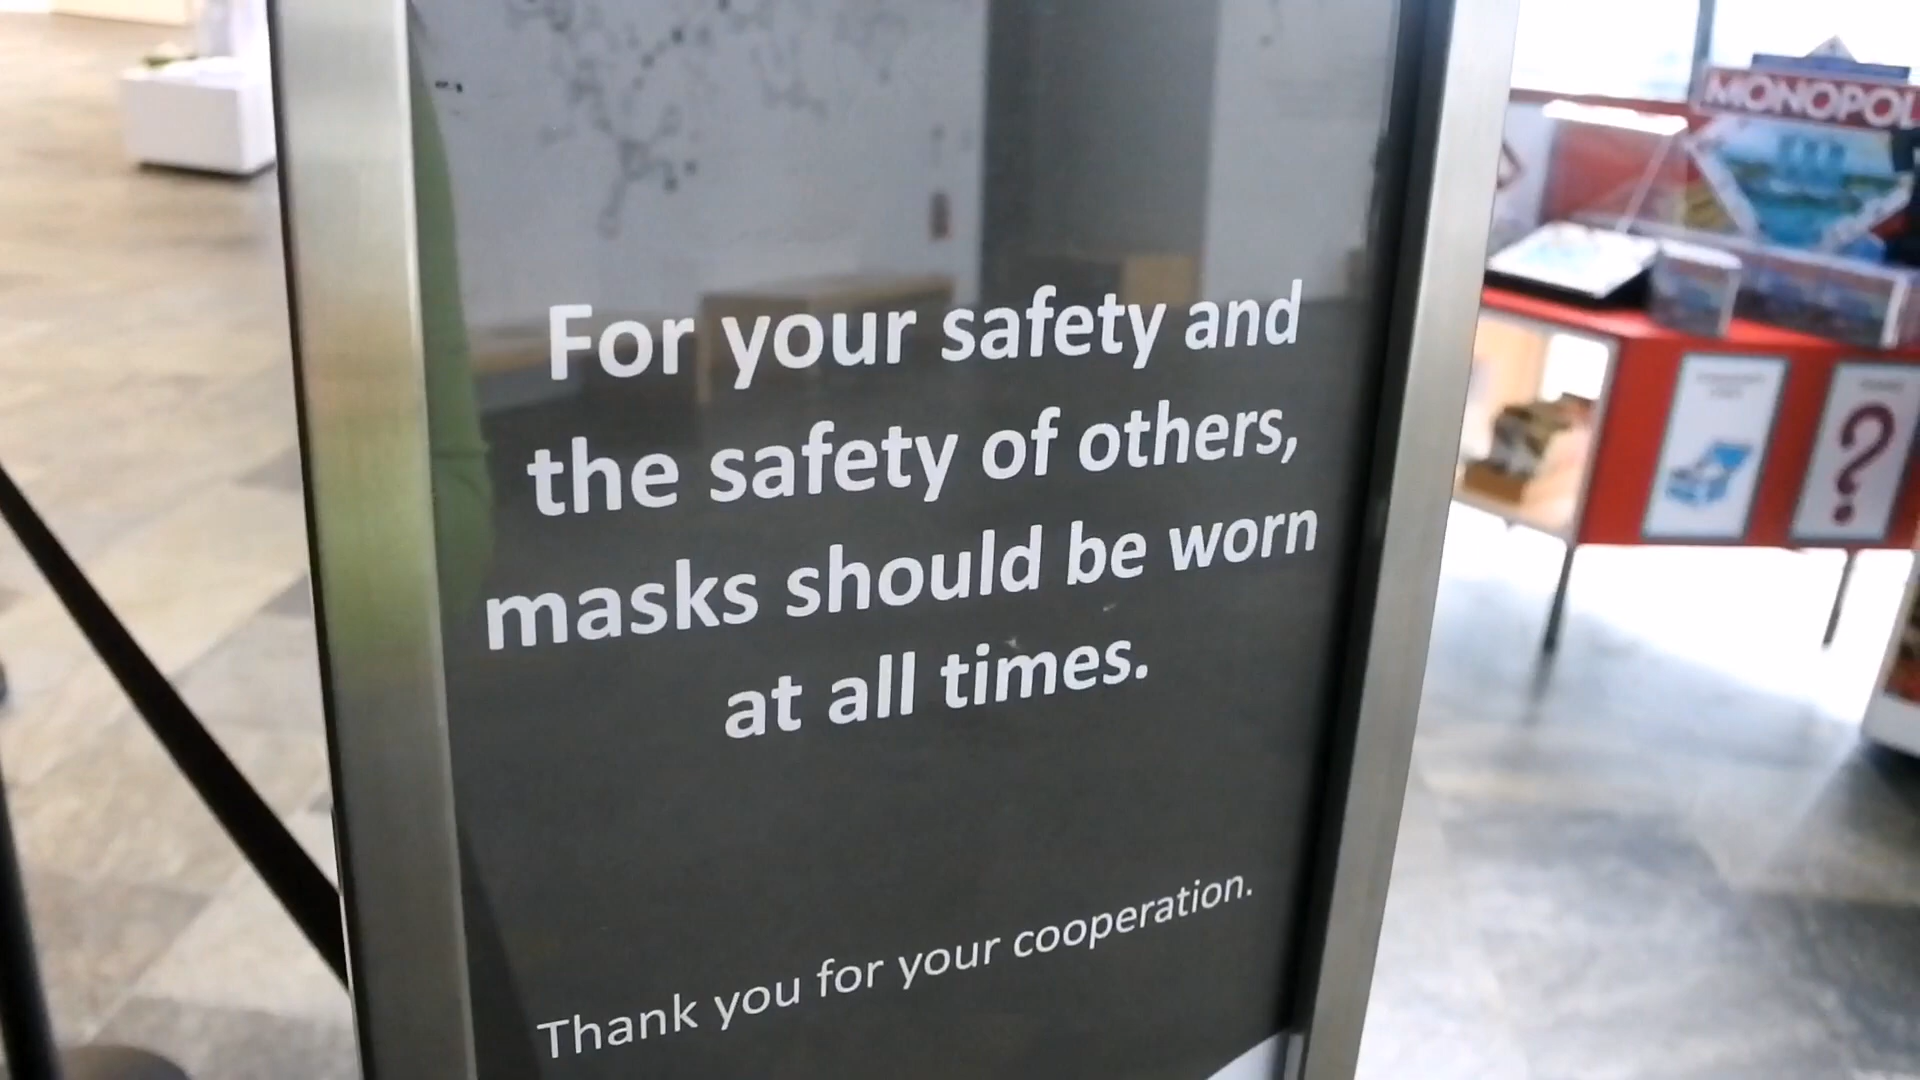 For your safety and
the safety of others,
masks should be worn
at all times.
Thank you for your cooperation.
MONOPOL
?